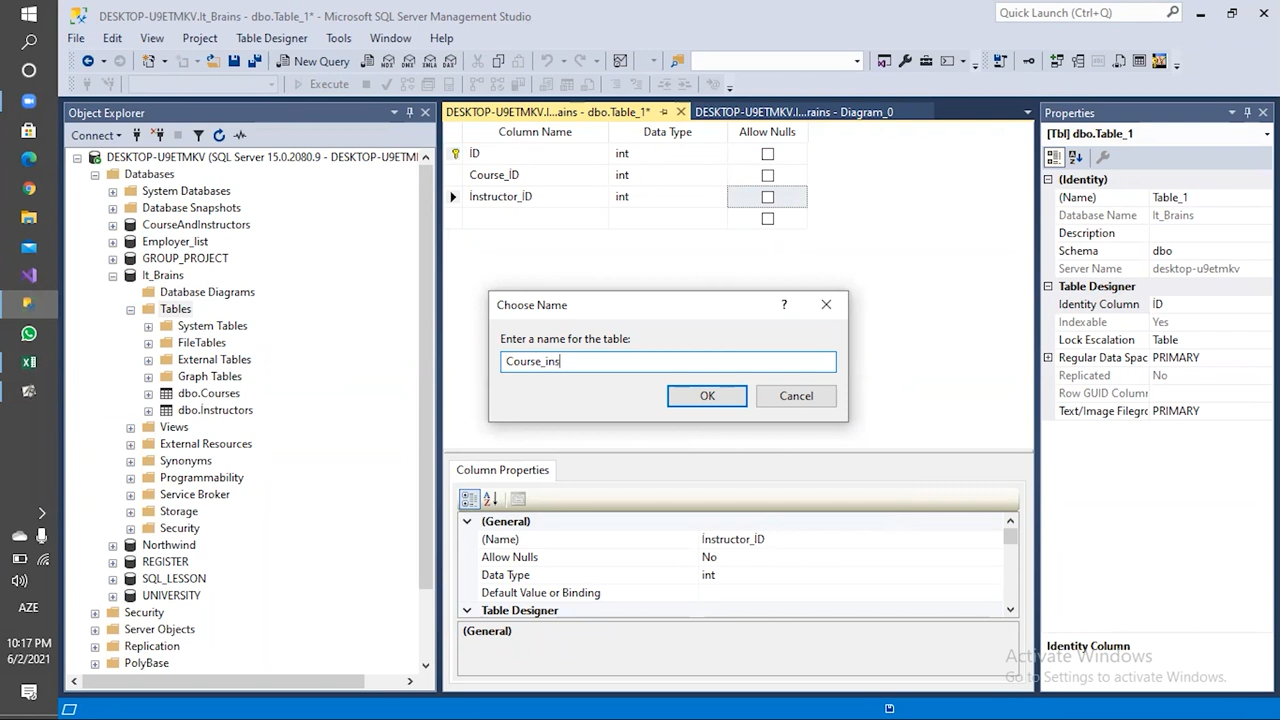 DESKTOP-U9ETMKV.It_Brains - dbo.Table_1* - Microsoft SQL Server Management Studio
Quick Launch (Ctrl+Q)
File Edit View Project Table Designer Tools Window Help
New Query
MDX DMX XMLA DAX
Execute
Object Explorer
DESKTOP-U9ETMKV.I...ains - dbo.Table_1*
DESKTOP-U9ETMKV.I...rains - Diagram_0
Properties
Connect
[Tbl] dbo.Table_1
Column Name Data Type Allow Nulls
İD int
Course_İD int
İnstructor_İD int
DESKTOP-U9ETMKV (SQL Server 15.0.2080.9 - DESKTOP-U9ETM
Databases
System Databases
Database Snapshots
CourseAndInstructors
Employer_list
GROUP_PROJECT
It_Brains
Database Diagrams
Tables
System Tables
FileTables
External Tables
Graph Tables
dbo.Courses
dbo.İnstructors
Views
External Resources
Synonyms
Programmability
Service Broker
Storage
Security
Northwind
REGISTER
SQL_LESSON
UNIVERSITY
Security
Server Objects
Replication
PolyBase
Choose Name
?
Enter a name for the table:
Course_ins
OK
Cancel
Column Properties
(General)
(Name) İnstructor_İD
Allow Nulls No
Data Type int
Default Value or Binding
Table Designer
(General)
(Identity)
(Name) Table_1
Database Name It_Brains
Description
Schema dbo
Server Name desktop-u9etmkv
Table Designer
Identity Column İD
Indexable Yes
Lock Escalation Table
Regular Data Spac PRIMARY
Replicated No
Row GUID Column
Text/Image Filegro PRIMARY
Identity Column
Activate Windows
Go to Settings to activate Windows.
AZE
10:17 PM
6/2/2021